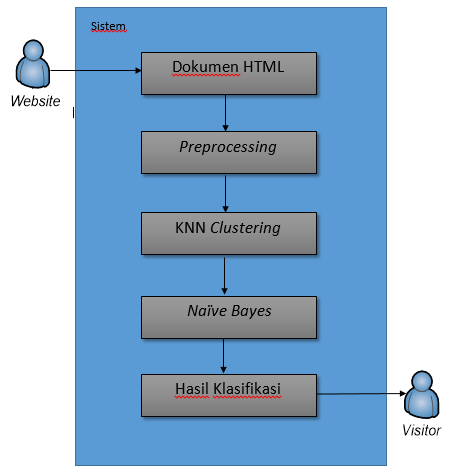 Sistem
Dokumen HTML
Website
Preprocessing
KNN Clustering
Naïve Bayes
Hasil Klasifikasi
Visitor